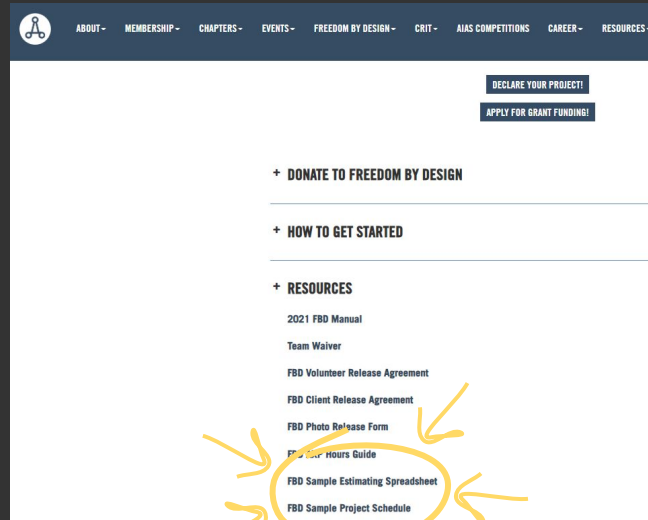 ABOUT MEMBERSHIP CHAPTERS EVENTS FREEDOM BY DESIGN CRIT AIAS COMPETITIONS CAREER RESOURCES
DECLARE YOUR PROJECT!
APPLY FOR GRANT FUNDING!
+ DONATE TO FREEDOM BY DESIGN
+ HOW TO GET STARTED
+ RESOURCES
2021 FBD Manual
Team Waiver
FBD Volunteer Release Agreement
FBD Client Release Agreement
FBD Photo Release Form
Hours Guide
FBD Sample Estimating Spreadsheet
FBD Sample Project Schedule